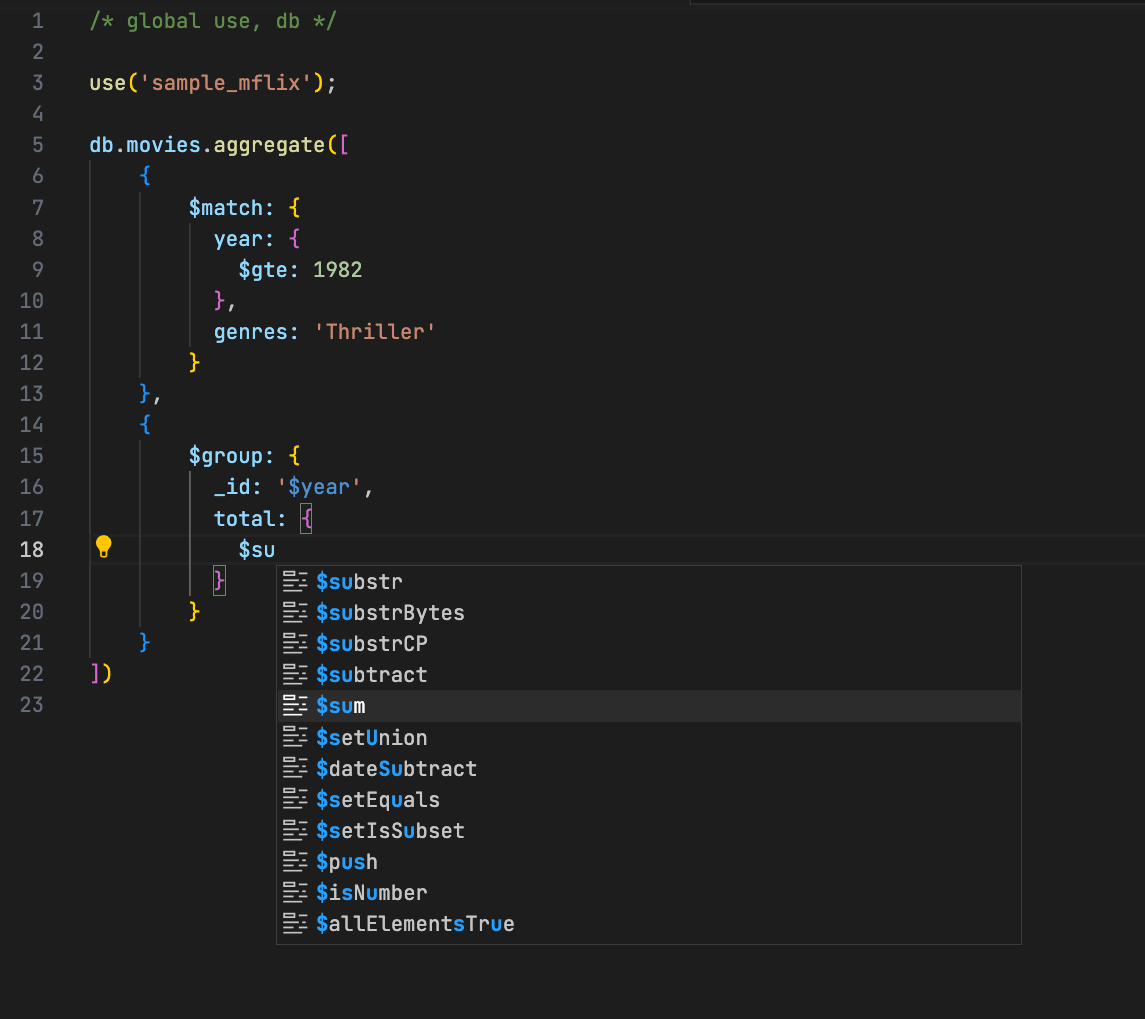 1 /* global use, db */
2
3 use('sample_mflix');
4
5 db.movies.aggregate([
6 {
7 $match: {
8 year: {
9 $gte: 1982
10 },
11 genres: 'Thriller'
12 }
13 },
14 {
15 $group: {
16 _id: '$year',
17 total: {
18 $su
19 }
20 }
21 }
22 ])
23
$substr
$substrBytes
$substrCP
$subtract
$sum
$setUnion
$dateSubtract
$setEquals
$setIsSubset
$push
$isNumber
$allElementsTrue